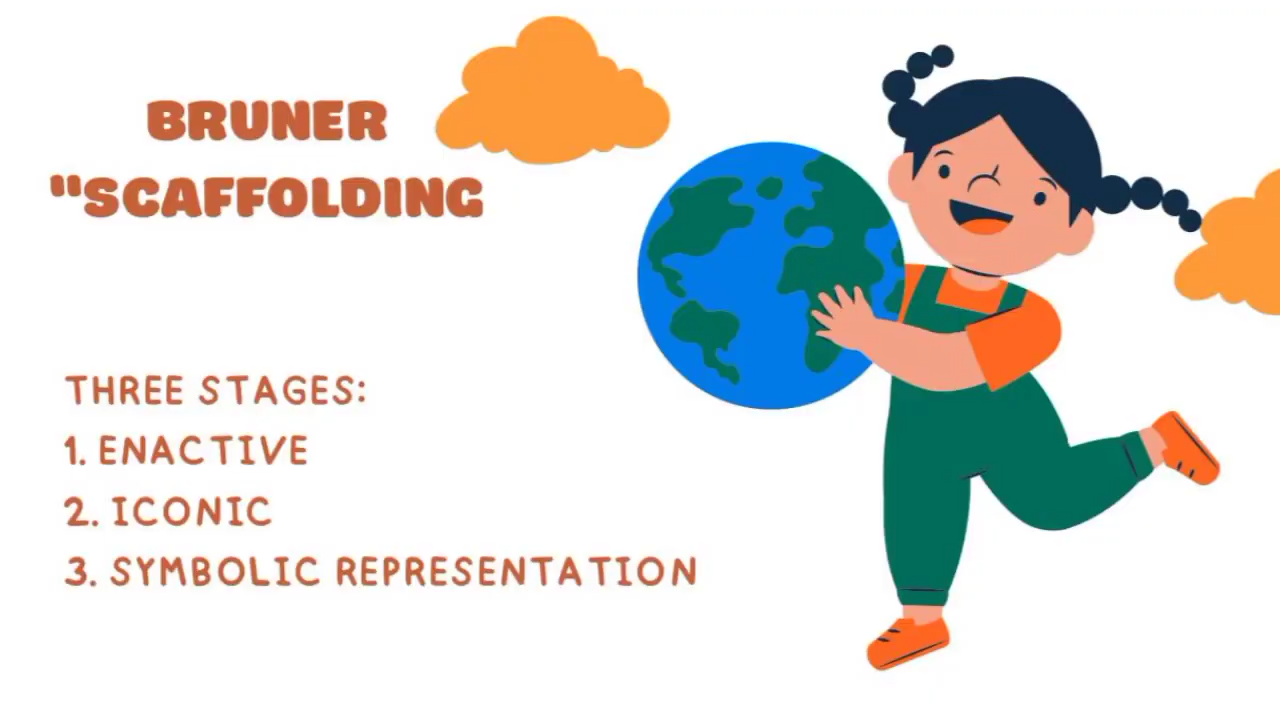 BRUNER
"SCAFFOLDING
THREE STAGES:
1. ENACTIVE
2. ICONIC
3. SYMBOLIC REPRESENTATION